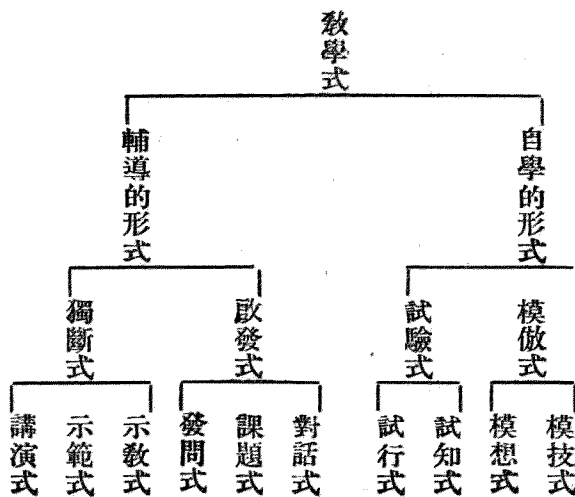 敎學式
自學的形式
輔導的形式
模倣式
試驗式
啟發式
獨斷式
模技式
模想式
試知式
試行式
對話式
課題式
發問式
示敎式
示範式
講演式